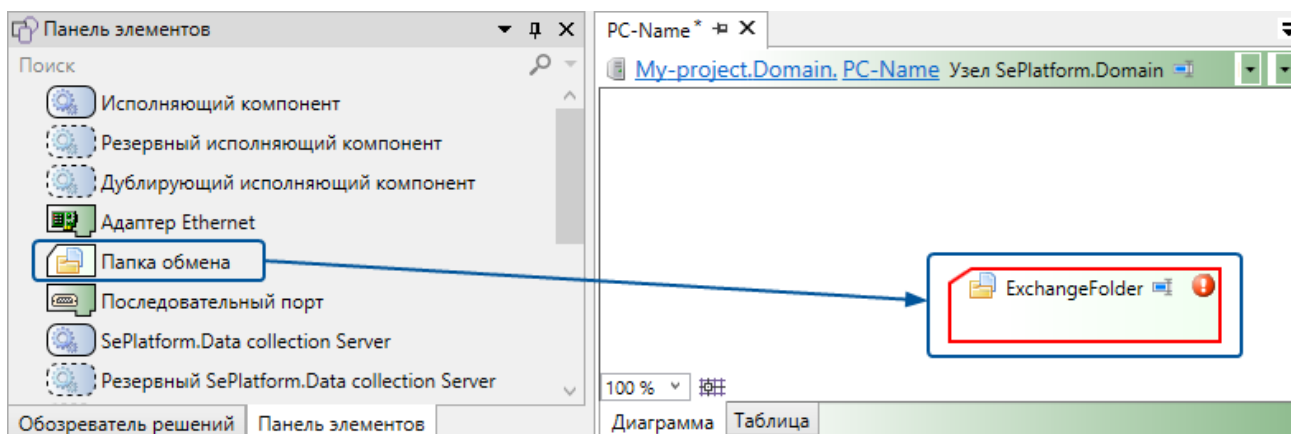 Панель элементов
Поиск
Исполняющий компонент
Резервный исполняющий компонент
Дублирующий исполняющий компонент
Адаптер Ethernet
Папка обмена
Последовательный порт
SePlatform.Data collection Server
Резервный SePlatform.Data collection Server
Обозреватель решений Панель элементов
PC-Name*
My-project.Domain. PC-Name Узел SePlatform.Domain
ExchangeFolder
100 %
Диаграмма Таблица